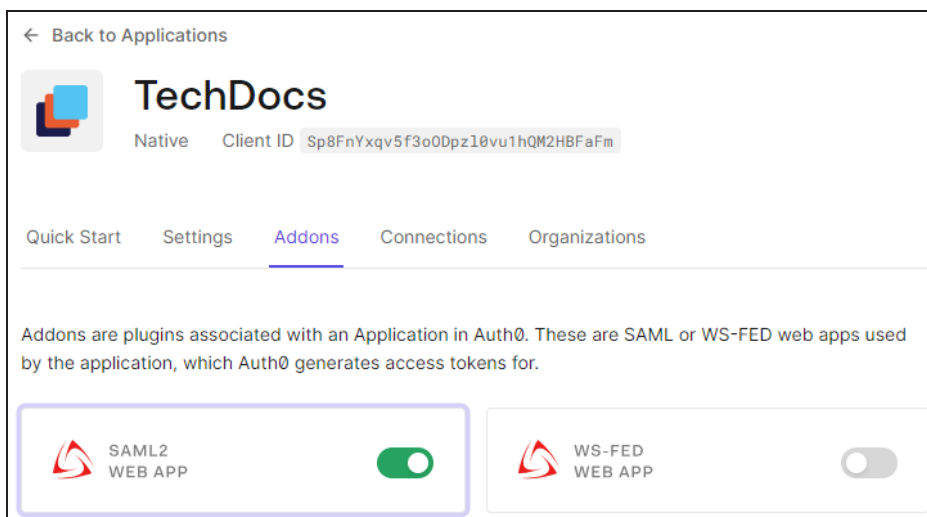 ← Back to Applications
TechDocs
Native Client ID Sp8FnYxqv5f3oODpzl0vu1hQM2HBFaFm
Quick Start Settings Addons Connections Organizations
Addons are plugins associated with an Application in Auth0. These are SAML or WS-FED web apps used
by the application, which Auth0 generates access tokens for.
SAML2 WS-FED
WEB APP WEB APP